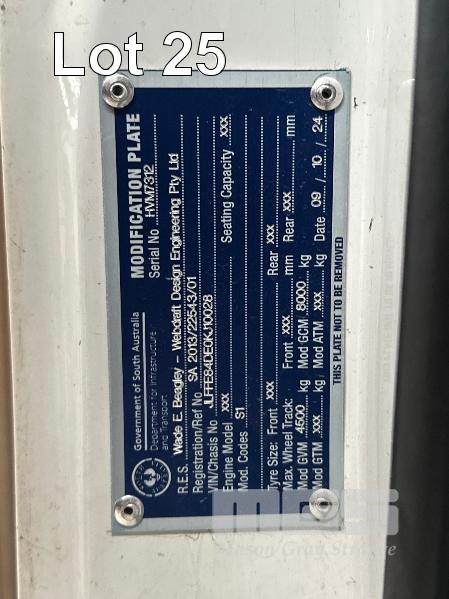 Lot 25
Government of South Australia
Department for Infrastructure
and Transport
MODIFICATION PLATE
Serial No HVM7312
R.E.S. Wade E. Beagley – Webdraft Design Engineering Pty Ltd
Registration/Ref No SA 2013/22543/01
VIN/Chasis No JLFFE84DE0KJ10028
Engine Model xxx Seating Capacity xxx
Mod. Codes S1
Tyre Size: Front xxx Rear xxx
Max. Wheel Track: Front xxx mm Rear xxx mm
Mod GVM 4500 kg Mod GCM 8000 kg
Mod GTM xxx kg Mod ATM xxx kg Date 09 / 10 / 24
THIS PLATE NOT TO BE REMOVED